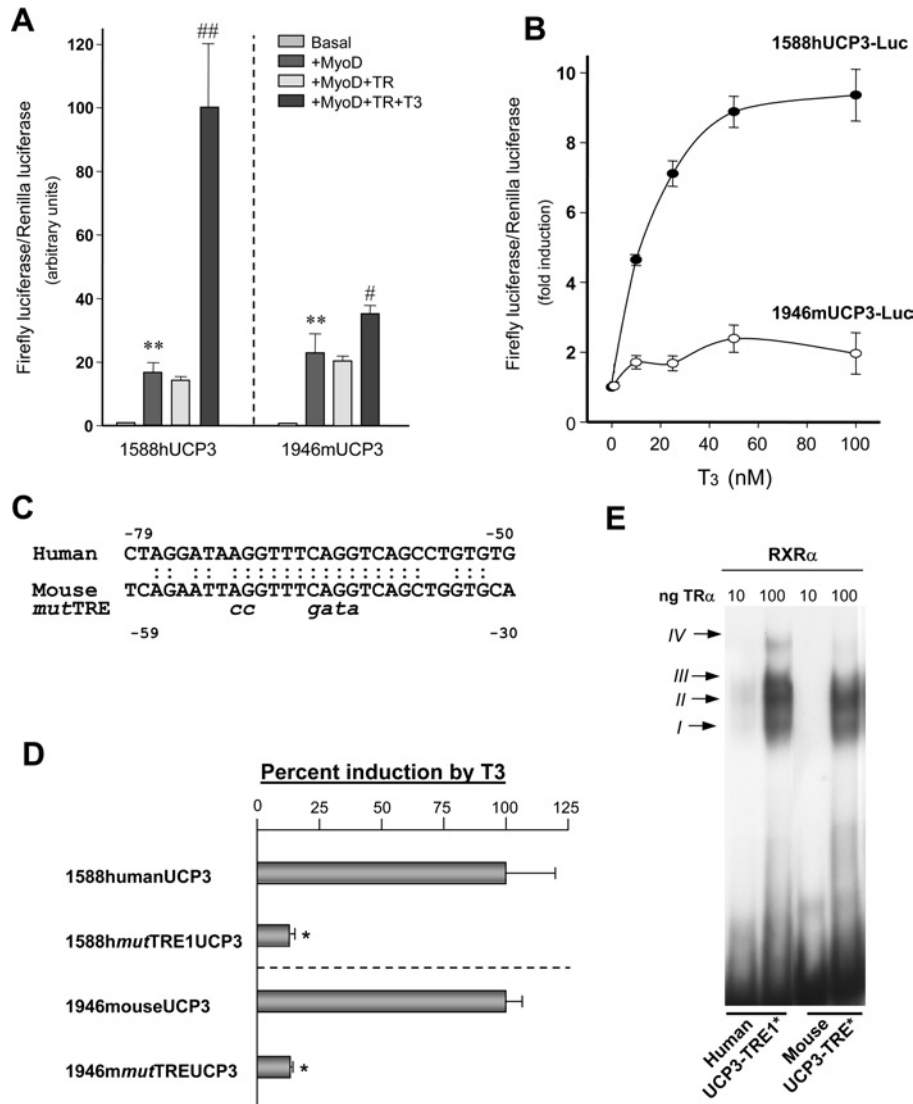 A
Firefly luciferase/Renilla luciferase
(arbitrary units)
120
100
80
60
40
20
0
**
##
**
#
Basal
+MyoD
+MyoD+TR
+MyoD+TR+T3
1588hUCP3
1946mUCP3
B
Firefly luciferase/Renilla luciferase
(fold induction)
10
8
6
4
2
0
1588hUCP3-Luc
1946mUCP3-Luc
0 20 40 60 80 100
T3 (nM)
C
-79 -50
Human CTAGGATAAGGTTTCAGGTCAGCCTGTGTG
Mouse TCAGAATTAGGTTTCAGGTCAGCTGGTGCA
mutTRE cc gata
-59 -30
D
Percent induction by T3
0 25 50 75 100 125
1588humanUCP3
1588hmutTRE1UCP3 *
1946mouseUCP3
1946mmutTREUCP3 *
E
RXRα
ng TRα 10 100 10 100
IV
III
II
I
Human
UCP3-TRE1*
Mouse
UCP3-TRE*